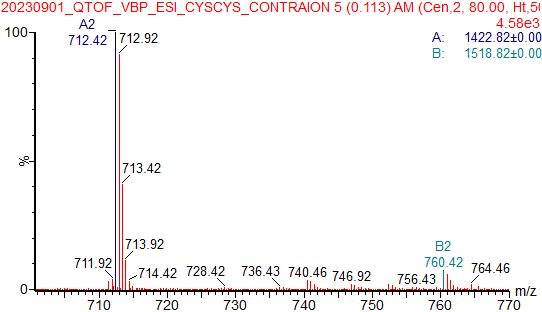 20230901_QTOF_VBP_ESI_CYSCYS_CONTRAION 5 (0.113) AM (Cen,2, 80.00, Ht,50
4.58e3
A: 1422.82±0.00
B: 1518.82±0.00
100
%
0
A2
712.42
712.92
713.42
713.92
711.92
714.42
728.42
736.43
740.46
746.92
756.43
B2
760.42
764.46
710 720 730 740 750 760 770
m/z